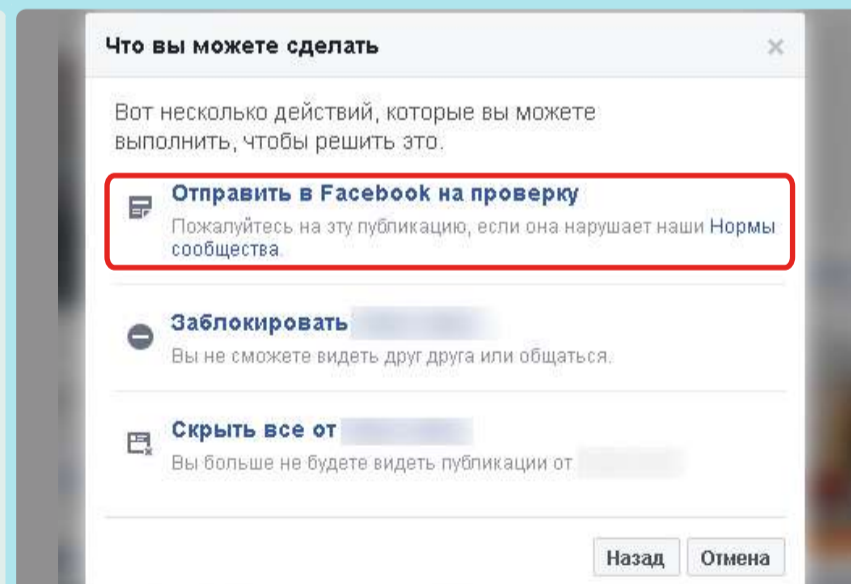 Что вы можете сделать
Вот несколько действий, которые вы можете
выполнить, чтобы решить это.
Отправить в Facebook на проверку
Пожалуйтесь на эту публикацию, если она нарушает наши Нормы
сообщества.
Заблокировать
Вы не сможете видеть друг друга или общаться.
Скрыть все от
Вы больше не будете видеть публикации от
Назад Отмена